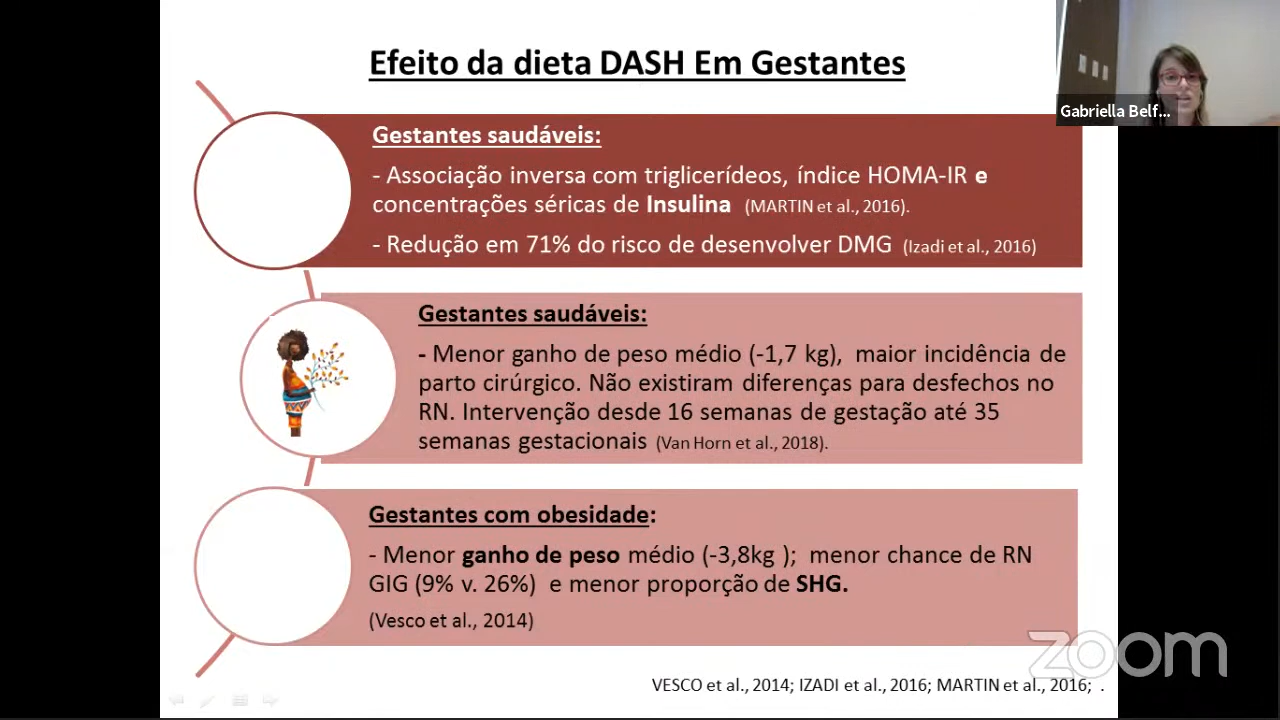 Efeito da dieta DASH Em Gestantes
Gabriella Belf...
Gestantes saudáveis:
- Associação inversa com triglicerídeos, índice HOMA-IR e
concentrações séricas de Insulina (MARTIN et al., 2016).
- Redução em 71% do risco de desenvolver DMG (Izadi et al., 2016)
Gestantes saudáveis:
- Menor ganho de peso médio (-1,7 kg), maior incidência de
parto cirúrgico. Não existiram diferenças para desfechos no
RN. Intervenção desde 16 semanas de gestação até 35
semanas gestacionais (Van Horn et al., 2018).
Gestantes com obesidade:
- Menor ganho de peso médio (-3,8kg ); menor chance de RN
GIG (9% v. 26%) e menor proporção de SHG.
(Vesco et al., 2014)
zoom
VESCO et al., 2014; IZADI et al., 2016; MARTIN et al., 2016; .